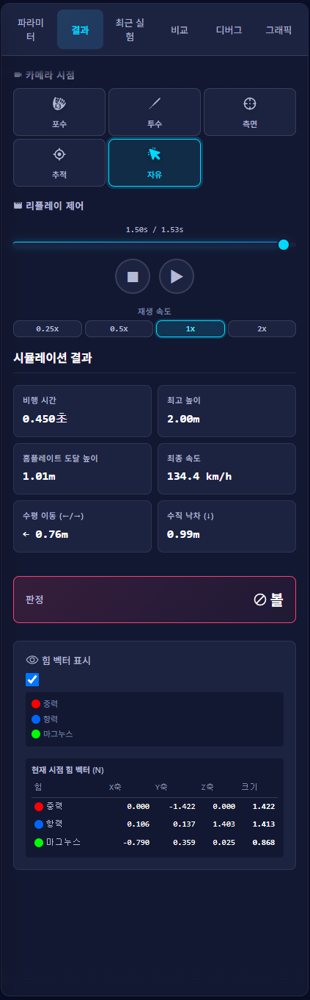 파라미터
결과
최근 실험
비교
디버그
그래픽
카메라 시점
포수
투수
측면
추적
자유
리플레이 제어
1.50s / 1.53s
재생 속도
0.25x
0.5x
1x
2x
시뮬레이션 결과
비행 시간
최고 높이
0.450초
2.00m
홈플레이트 도달 높이
최종 속도
1.01m
134.4 km/h
수평 이동 (←/→)
수직 낙차 (↓)
← 0.76m
0.99m
판정
볼
힘 벡터 표시
중력
항력
마그누스
현재 시점 힘 벡터 (N)
힘 X축 Y축 Z축 크기
중력 0.000 -1.422 0.000 1.422
항력 0.106 0.137 1.403 1.413
마그누스 -0.790 0.359 0.025 0.868